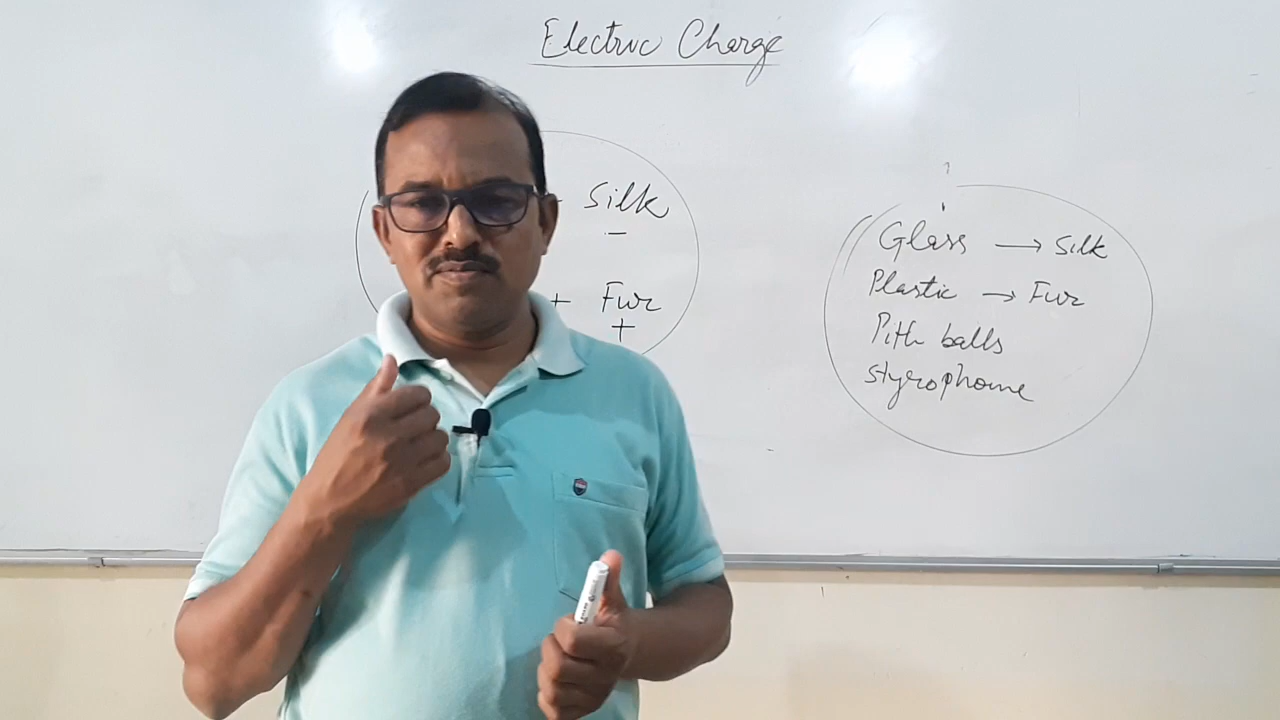 Electric Charge
Silk
−
+ Fur
+
Glass → Silk
Plastic → Fur
Pith balls
styrophome